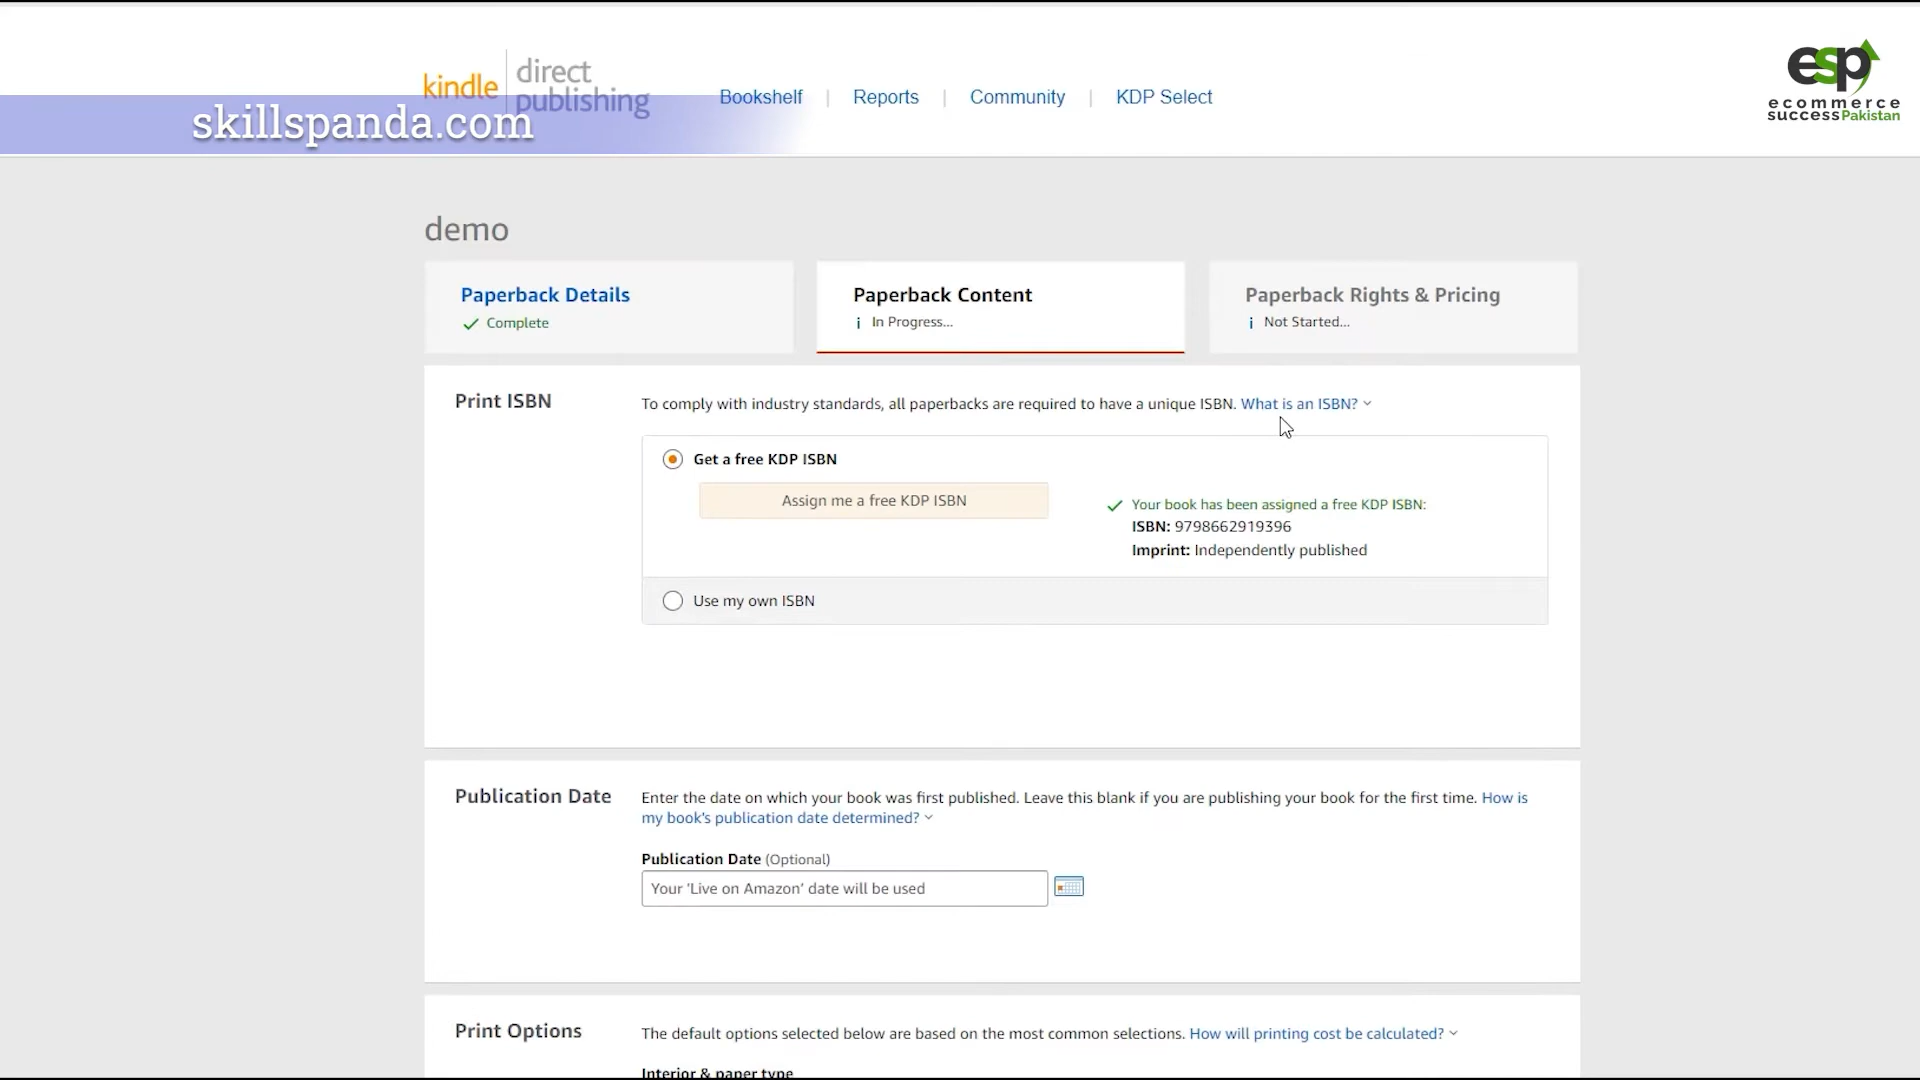 kindle direct publishing
skillspanda.com
Bookshelf | Reports | Community | KDP Select
esp
ecommerce
successPakistan
demo
Paperback Details
Complete
Paperback Content
In Progress...
Paperback Rights & Pricing
Not Started...
Print ISBN
To comply with industry standards, all paperbacks are required to have a unique ISBN. What is an ISBN?
Get a free KDP ISBN
Assign me a free KDP ISBN
Your book has been assigned a free KDP ISBN:
ISBN: 9798662919396
Imprint: Independently published
Use my own ISBN
Publication Date
Enter the date on which your book was first published. Leave this blank if you are publishing your book for the first time. How is
my book's publication date determined?
Publication Date (Optional)
Your 'Live on Amazon' date will be used
Print Options
The default options selected below are based on the most common selections. How will printing cost be calculated?
Interior & paper type